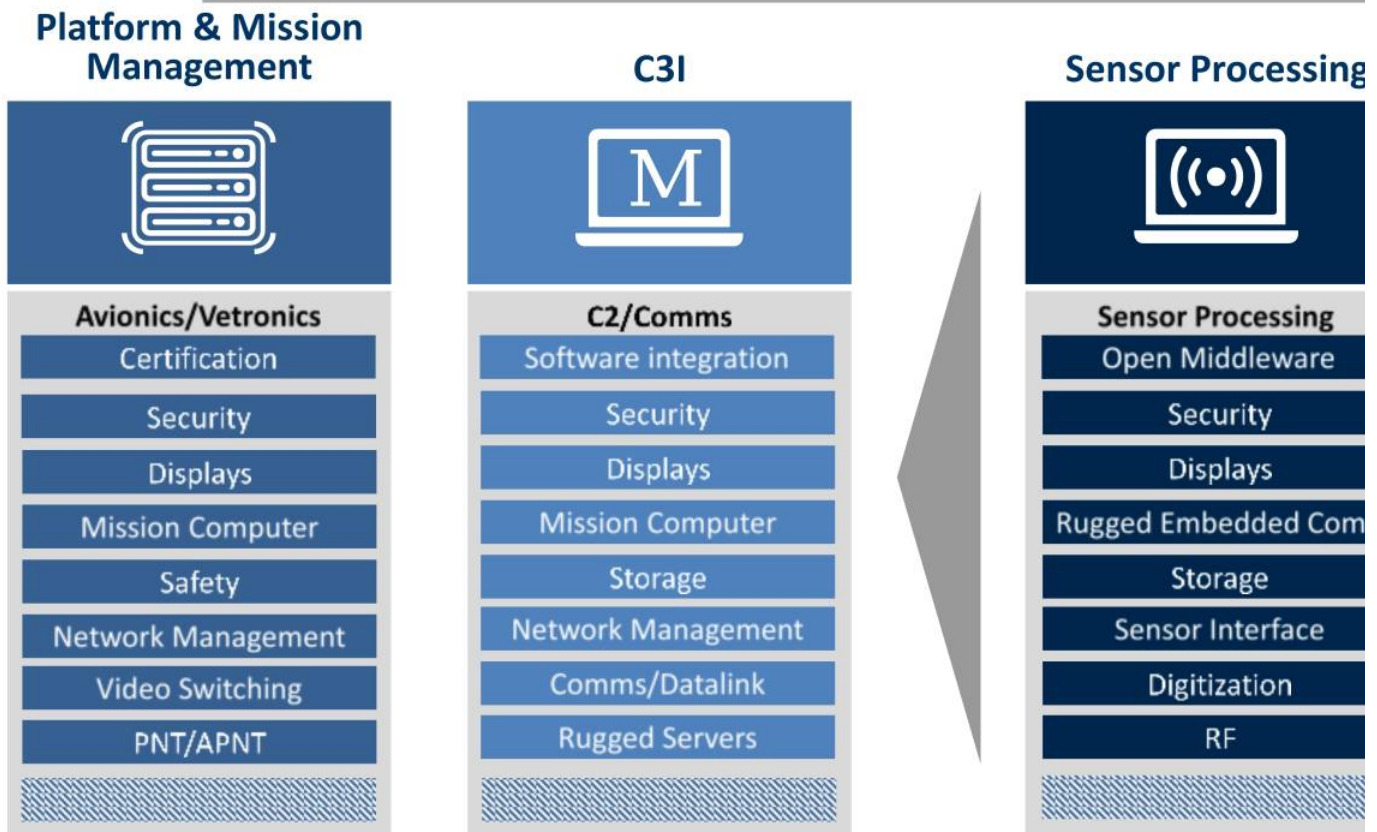 Platform & Mission
Management
Avionics/Vetronics
Certification
Security
Displays
Mission Computer
Safety
Network Management
Video Switching
PNT/APNT
C3I
M
C2/Comms
Software integration
Security
Displays
Mission Computer
Storage
Network Management
Comms/Datalink
Rugged Servers
Sensor Processing
Sensor Processing
Open Middleware
Security
Displays
Rugged Embedded Com
Storage
Sensor Interface
Digitization
RF